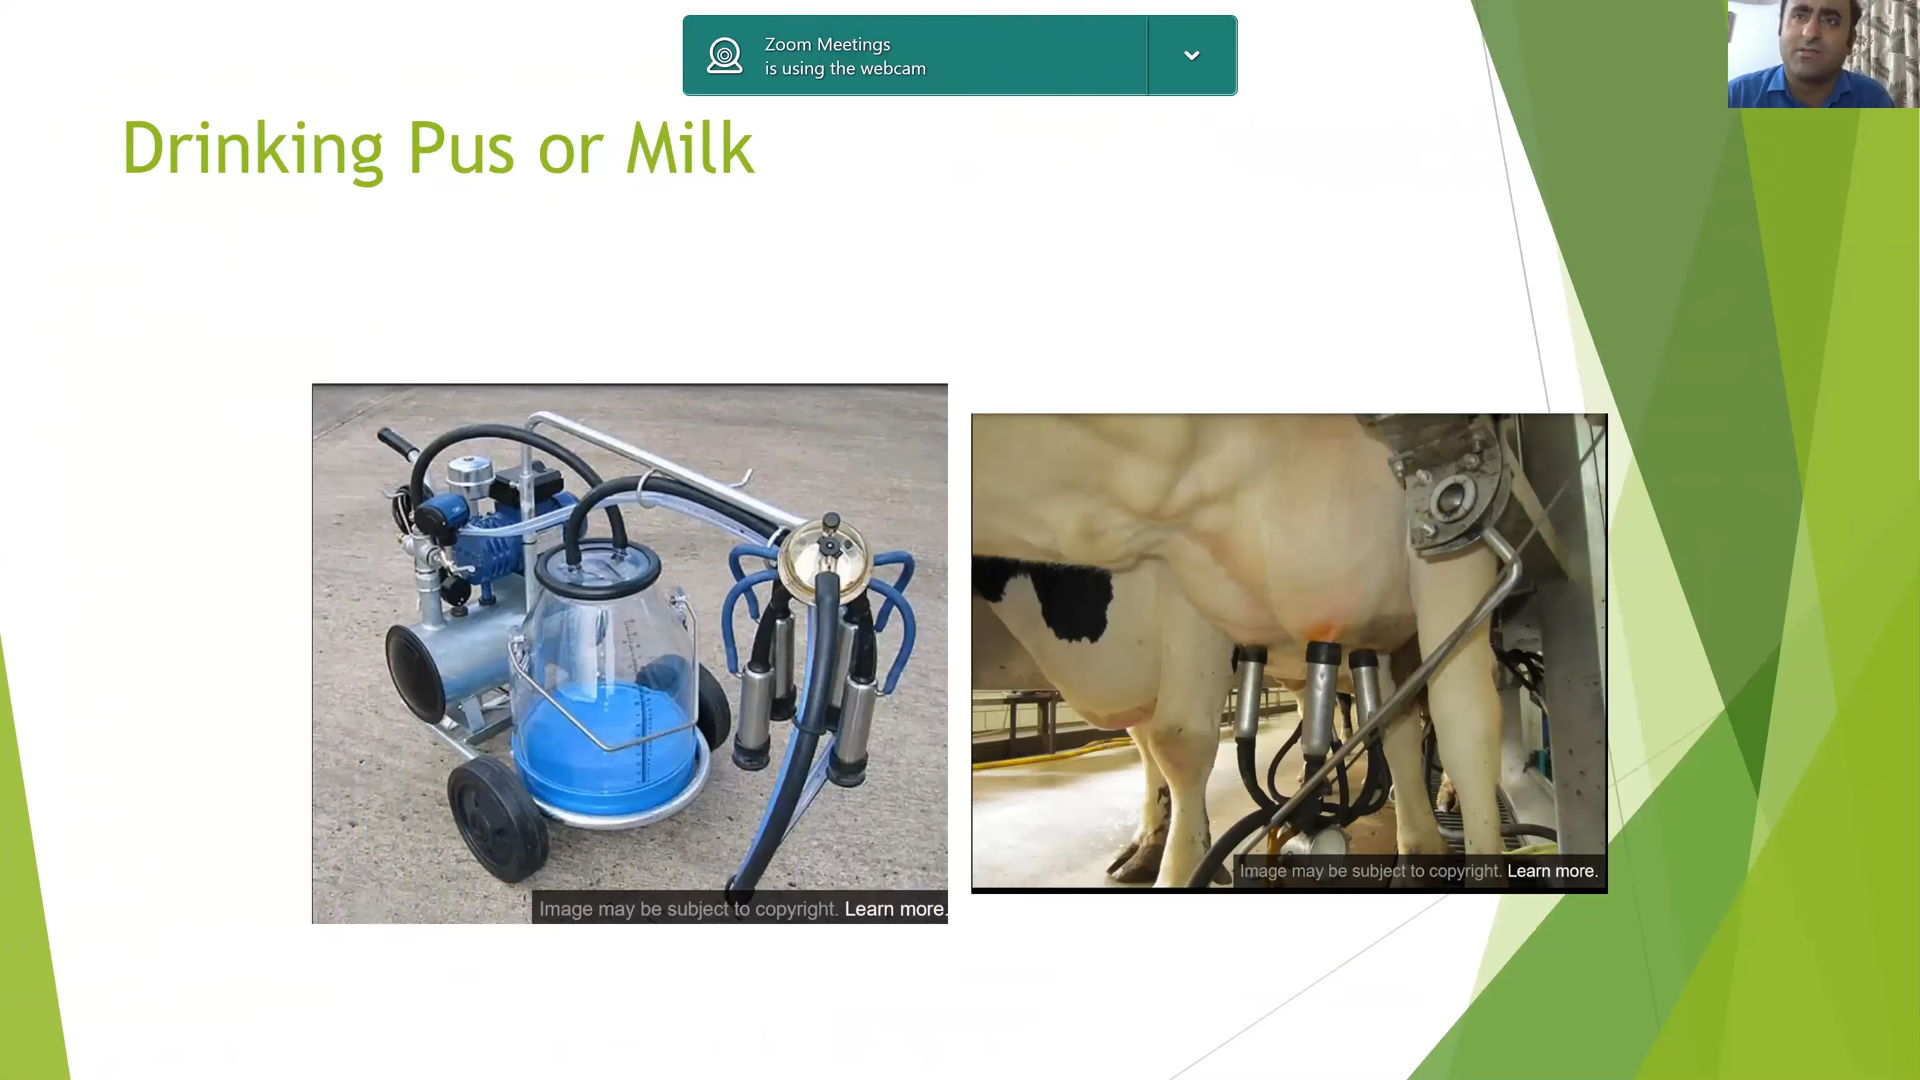 Zoom Meetings
is using the webcam
Drinking Pus or Milk
Image may be subject to copyright. Learn more.
Image may be subject to copyright. Learn more.